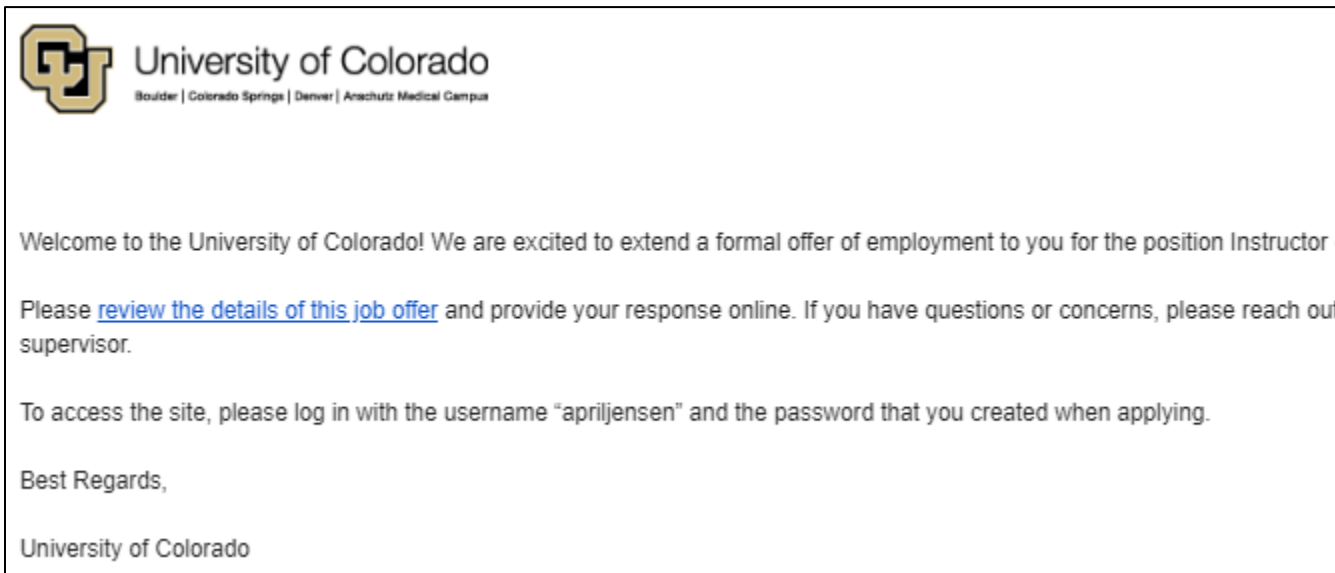 CU
University of Colorado
Boulder | Colorado Springs | Denver | Anschutz Medical Campus
Welcome to the University of Colorado! We are excited to extend a formal offer of employment to you for the position Instructor
Please review the details of this job offer and provide your response online. If you have questions or concerns, please reach out
supervisor.
To access the site, please log in with the username “apriljensen” and the password that you created when applying.
Best Regards,
University of Colorado